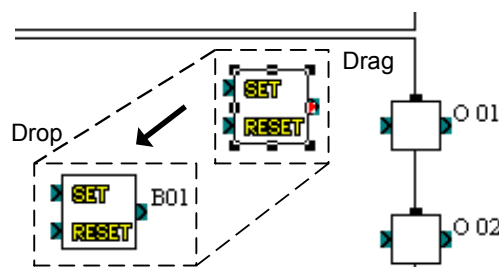 Drag
SET
RESET
O 01
Drop
SET
RESET
B01
O 02